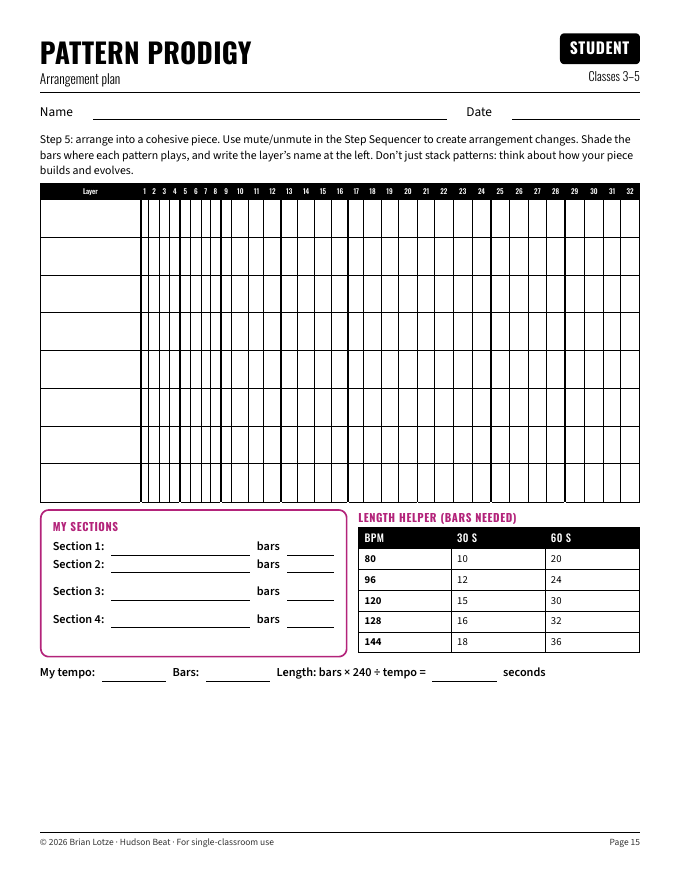 PATTERN PRODIGY
STUDENT
Arrangement plan
Classes 3–5
Name
Date
Step 5: arrange into a cohesive piece. Use mute/unmute in the Step Sequencer to create arrangement changes. Shade the
bars where each pattern plays, and write the layer’s name at the left. Don’t just stack patterns: think about how your piece
builds and evolves.
Layer 1 2 3 4 5 6 7 8 9 10 11 12 13 14 15 16 17 18 19 20 21 22 23 24 25 26 27 28 29 30 31 32
MY SECTIONS
Section 1: bars
Section 2: bars
Section 3: bars
Section 4: bars
LENGTH HELPER (BARS NEEDED)
BPM 30 S 60 S
80 10 20
96 12 24
120 15 30
128 16 32
144 18 36
My tempo: Bars: Length: bars × 240 ÷ tempo = seconds
© 2026 Brian Lotze · Hudson Beat · For single-classroom use
Page 15